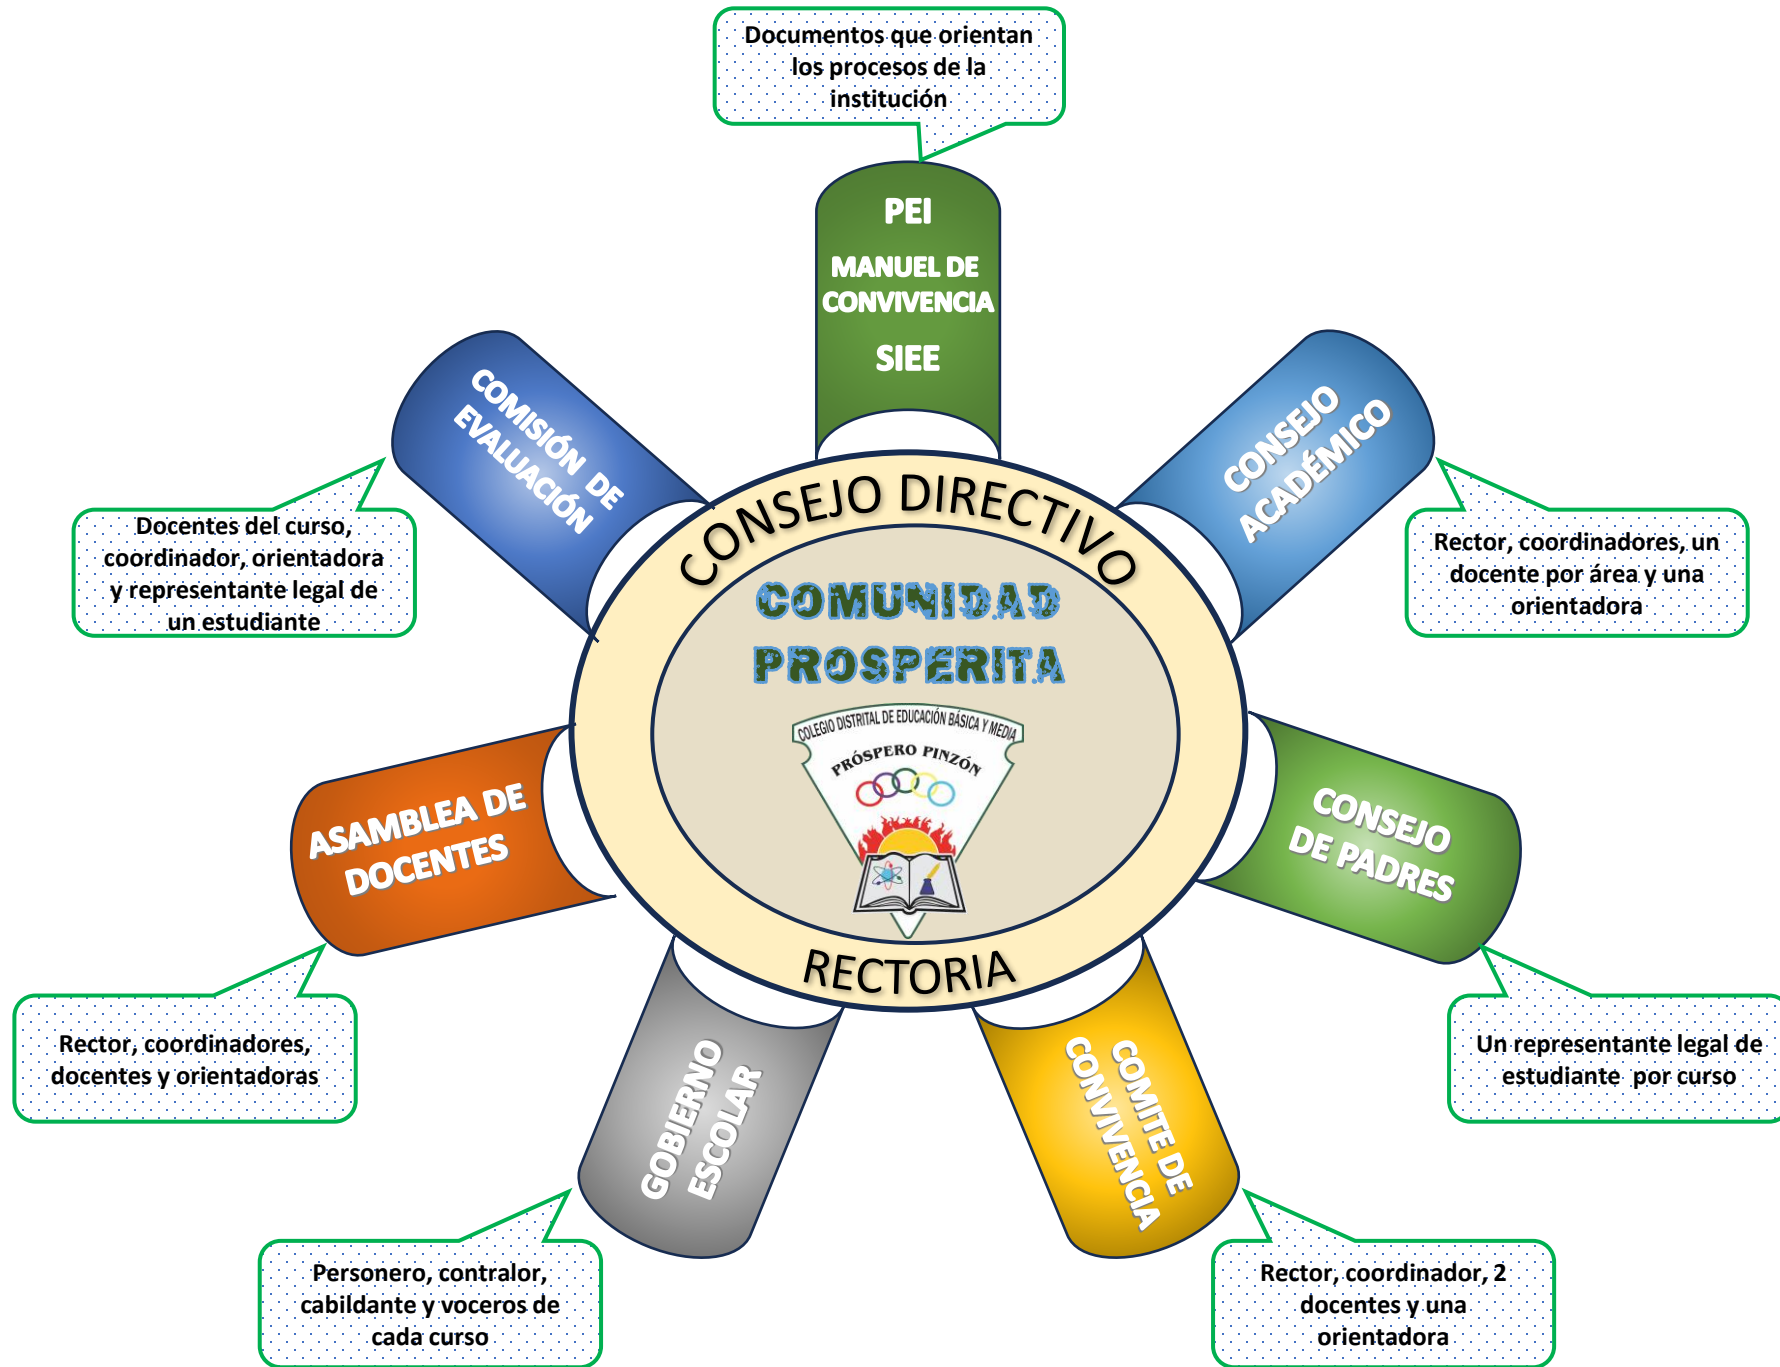 Documentos que orientan
los procesos de la
institución
PEI
MANUEL DE
CONVIVENCIA
SIEE
COMISIÓN DE
EVALUACIÓN
CONSEJO
ACADÉMICO
Docentes del curso,
coordinador, orientadora
y representante legal de
un estudiante
Rector, coordinadores, un
docente por área y una
orientadora
CONSEJO DIRECTIVO
COMUNIDAD
PROSPERITA
COLEGIO DISTRITAL DE EDUCACIÓN BÁSICA Y MEDIA
PRÓSPERO PINZÓN
RECTORIA
ASAMBLEA DE
DOCENTES
CONSEJO
DE PADRES
Rector, coordinadores,
docentes y orientadoras
Un representante legal de
estudiante por curso
GOBIERNO
ESCOLAR
COMITE DE
CONVIVENCIA
Personero, contralor,
cabildante y voceros de
cada curso
Rector, coordinador, 2
docentes y una
orientadora